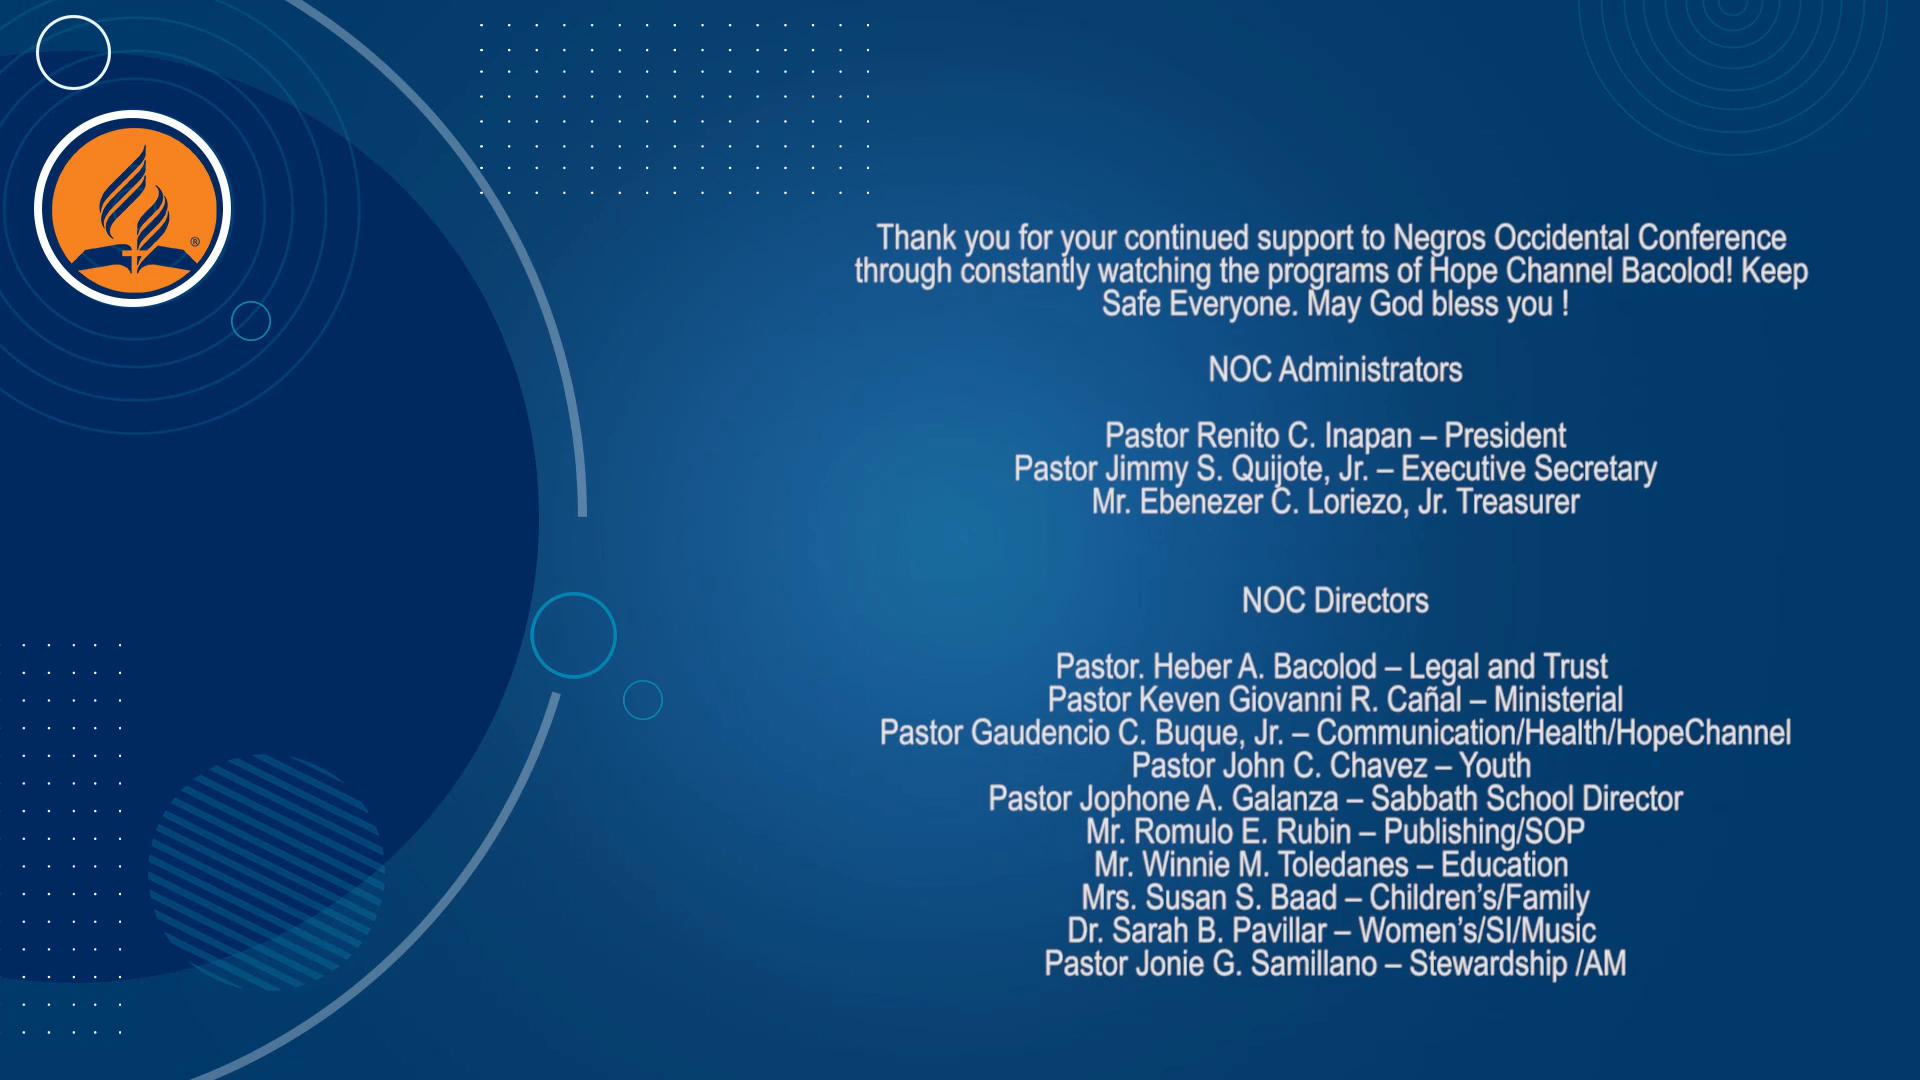 ®
Thank you for your continued support to Negros Occidental Conference
through constantly watching the programs of Hope Channel Bacolod! Keep
Safe Everyone. May God bless you !
NOC Administrators
Pastor Renito C. Inapan – President
Pastor Jimmy S. Quijote, Jr. – Executive Secretary
Mr. Ebenezer C. Loriezo, Jr. Treasurer
NOC Directors
Pastor. Heber A. Bacolod – Legal and Trust
Pastor Keven Giovanni R. Cañal – Ministerial
Pastor Gaudencio C. Buque, Jr. – Communication/Health/HopeChannel
Pastor John C. Chavez – Youth
Pastor Jophone A. Galanza – Sabbath School Director
Mr. Romulo E. Rubin – Publishing/SOP
Mr. Winnie M. Toledanes – Education
Mrs. Susan S. Baad – Children’s/Family
Dr. Sarah B. Pavillar – Women’s/SI/Music
Pastor Jonie G. Samillano – Stewardship /AM